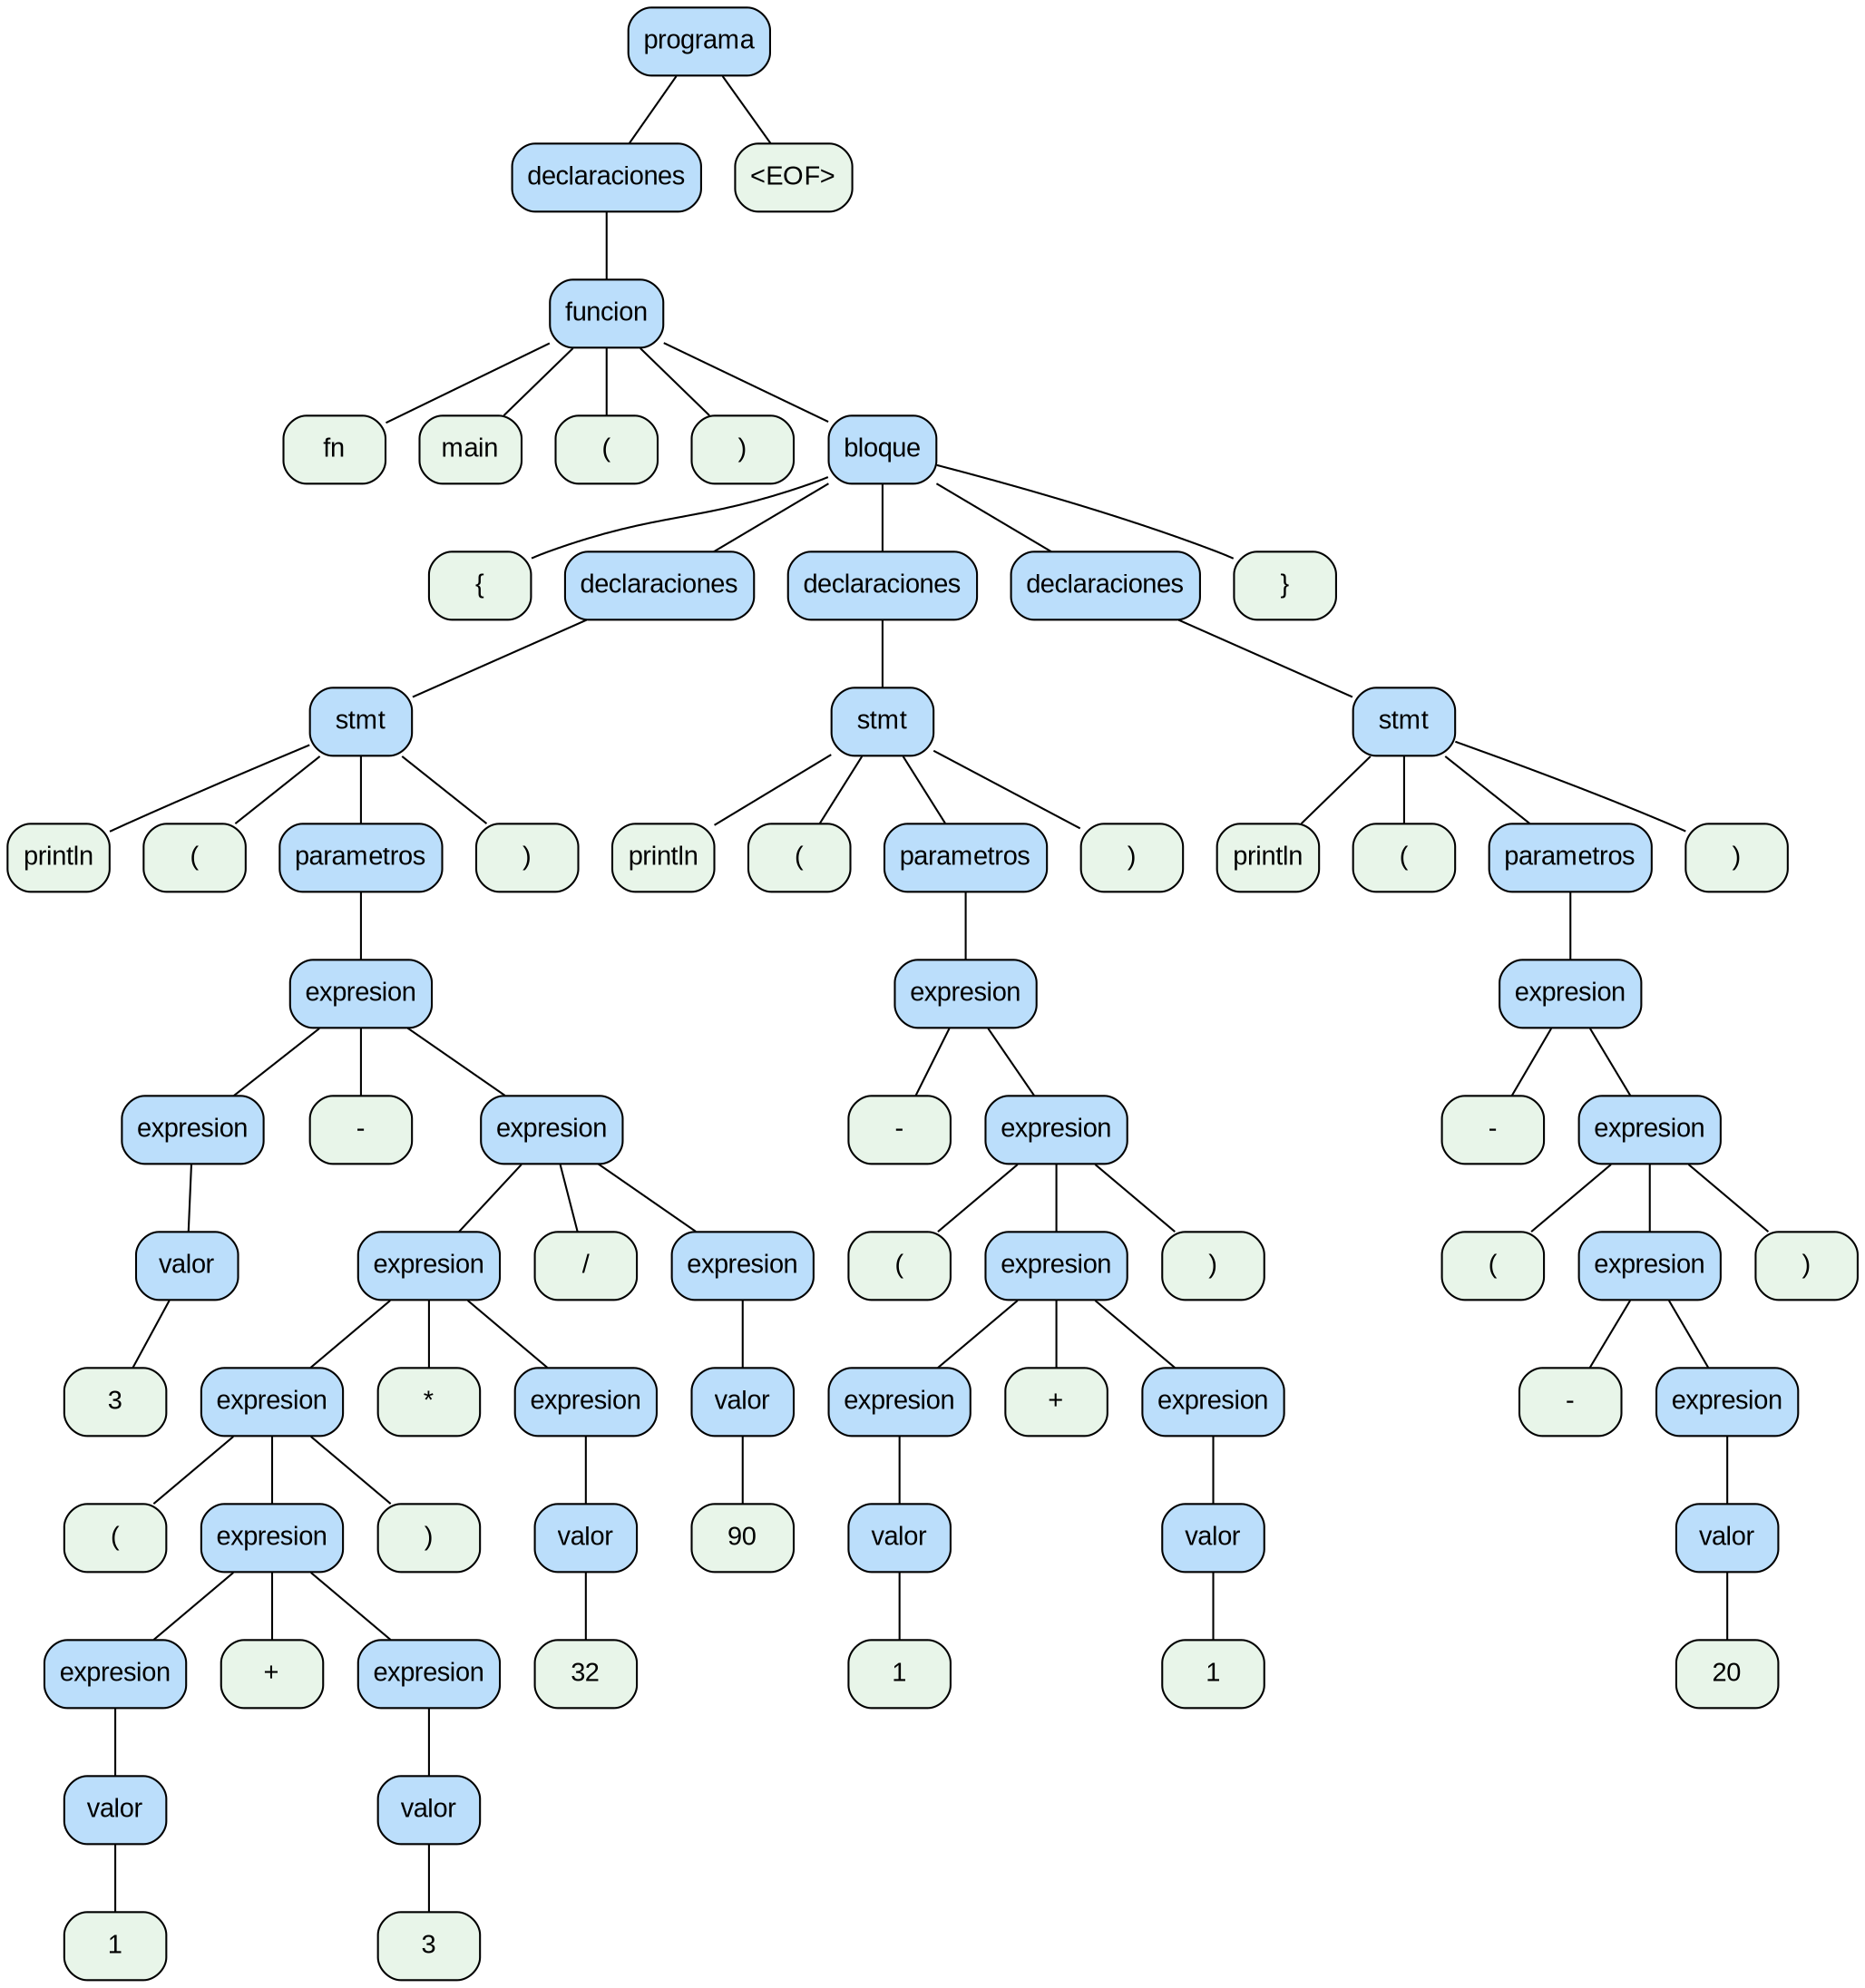 programa
declaraciones <EOF>
funcion
fn main ( ) bloque
{ declaraciones declaraciones declaraciones }
stmt stmt stmt
println ( parametros ) println ( parametros ) println ( parametros )
expresion expresion expresion
expresion - expresion - expresion - expresion
valor expresion / expresion ( expresion ) ( expresion )
3 expresion * expresion valor expresion + expresion - expresion
( expresion ) valor 90 valor valor valor
expresion + expresion 32 1 1 20
valor valor
1 3